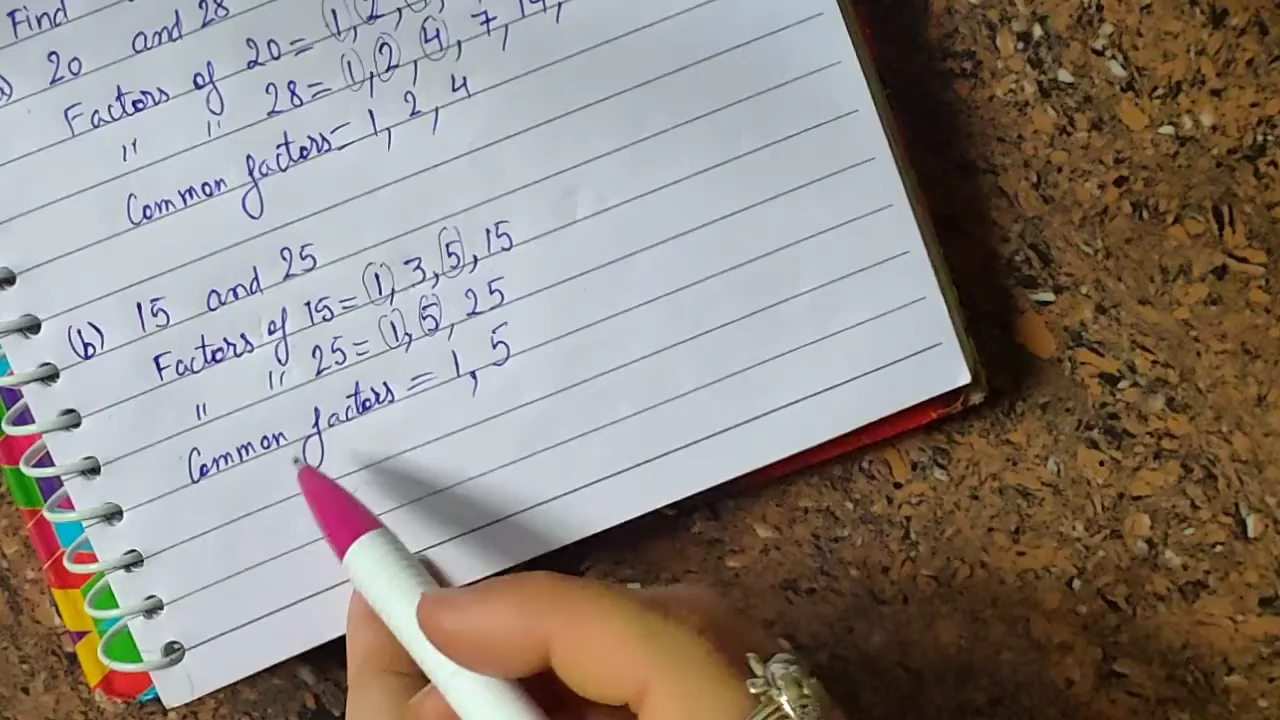 Find
a) 20 and 28
Factors of 20 = 1, 2,
" " 28 = 1, 2, 4, 7, 14,
Common factors = 1, 2, 4
(b) 15 and 25
Factors of 15 = 1, 3, 5, 15
" " 25 = 1, 5, 25
Common factors = 1, 5